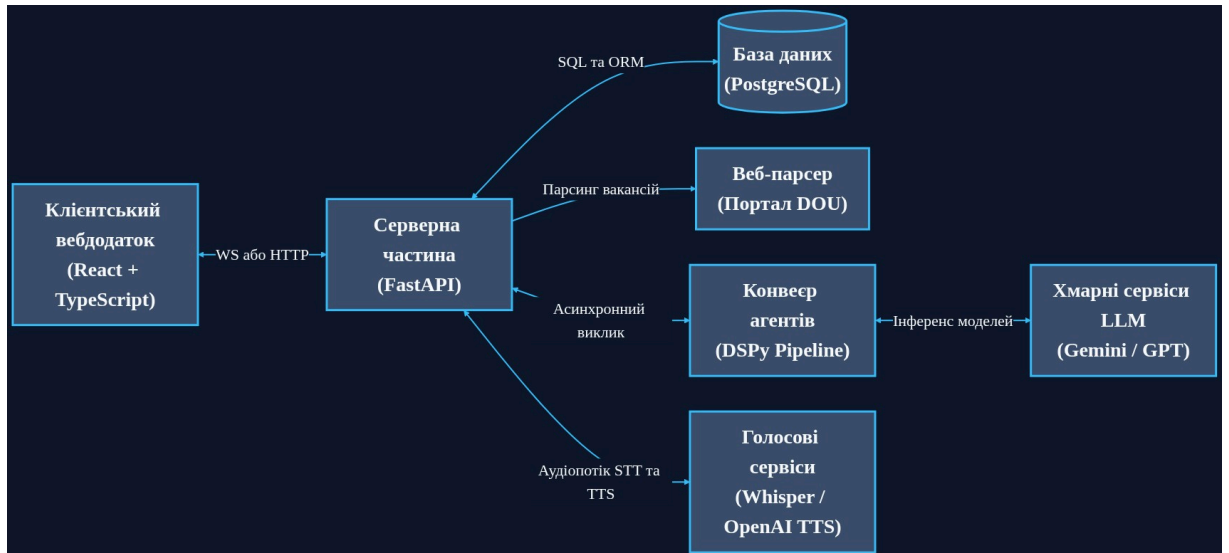 Клієнтський
вебдодаток
(React +
TypeScript)
WS або HTTP
Серверна
частина
(FastAPI)
SQL та ORM
База даних
(PostgreSQL)
Парсинг вакансій
Веб-парсер
(Портал DOU)
Асинхронний
виклик
Конвеєр
агентів
(DSPy Pipeline)
Інференс моделей
Хмарні сервіси
LLM
(Gemini / GPT)
Аудіопотік STT та
TTS
Голосові
сервіси
(Whisper /
OpenAI TTS)